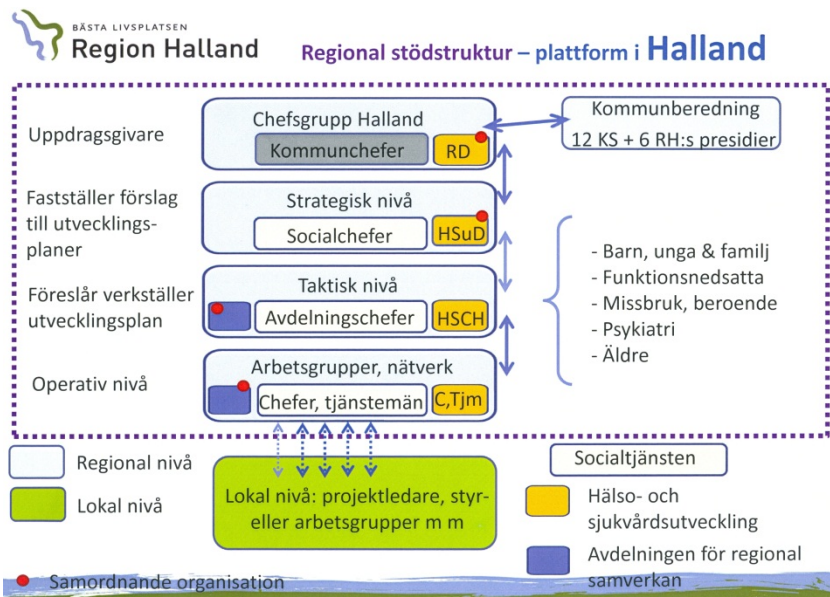 BÄSTA LIVSPLATSEN
Region Halland
Regional stödstruktur – plattform i Halland
Uppdragsgivare
Chefsgrupp Halland
Kommunchefer
RD
Kommunberedning
12 KS + 6 RH:s presidier
Fastställer förslag
till utvecklings-
planer
Strategisk nivå
Socialchefer
HSuD
Föreslår verkställer
utvecklingsplan
Taktisk nivå
Avdelningschefer
HSCH
- Barn, unga & familj
- Funktionsnedsatta
- Missbruk, beroende
- Psykiatri
- Äldre
Operativ nivå
Arbetsgrupper, nätverk
Chefer, tjänstemän
C,Tjm
Regional nivå
Lokal nivå
Lokal nivå: projektledare, styr-
eller arbetsgrupper m m
Socialtjänsten
Hälso- och
sjukvårdsutveckling
Avdelningen för regional
samverkan
Samordnande organisation